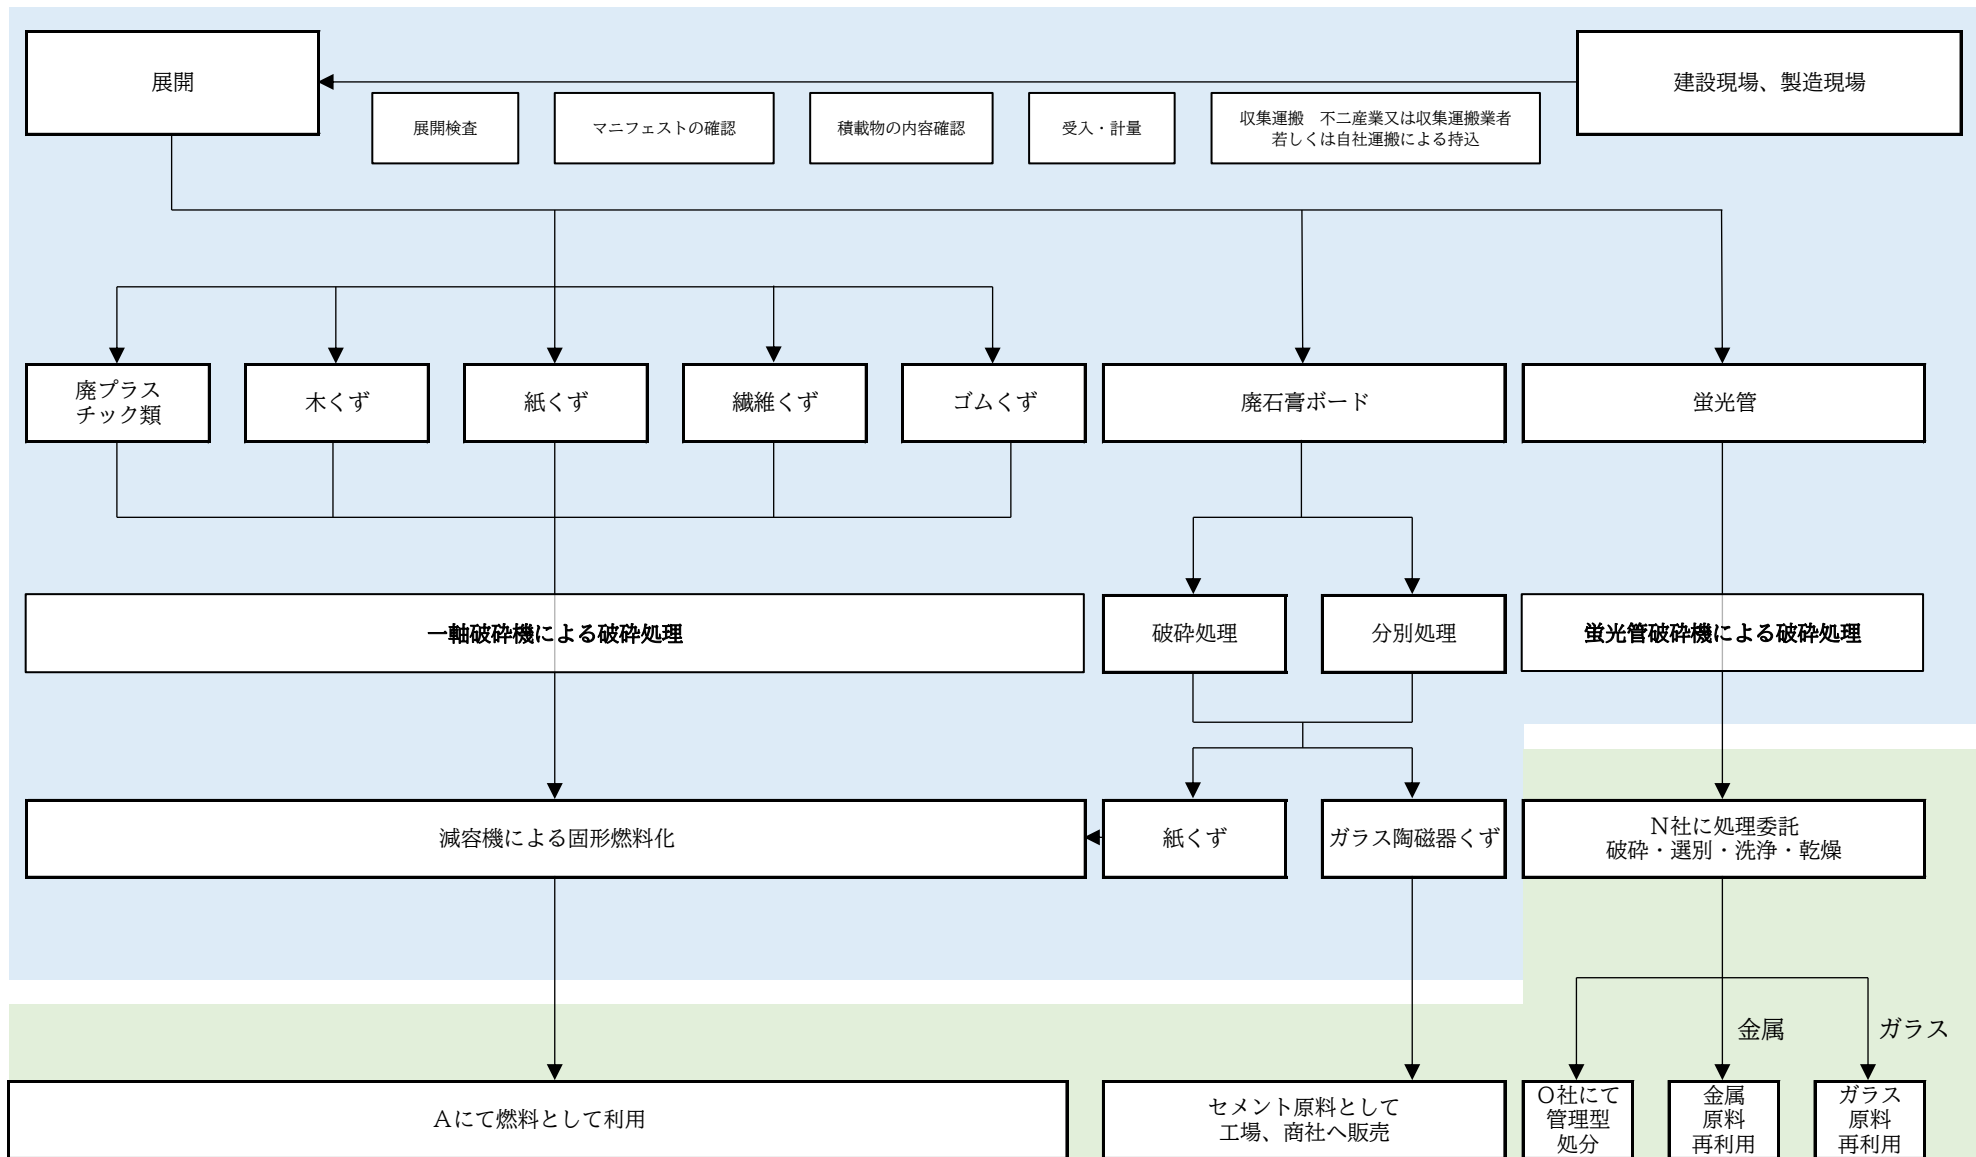 展開
建設現場、製造現場
展開検査
マニフェストの確認
積載物の内容確認
受入・計量
収集運搬　不二産業又は収集運搬業者
若しくは自社運搬による持込
廃プラス
チック類
木くず
紙くず
繊維くず
ゴムくず
廃石膏ボード
蛍光管
一軸破砕機による破砕処理
破砕処理
分別処理
蛍光管破砕機による破砕処理
減容機による固形燃料化
紙くず
ガラス陶磁器くず
N社に処理委託
破砕・選別・洗浄・乾燥
金属
ガラス
Aにて燃料として利用
セメント原料として
工場、商社へ販売
O社にて
管理型
処分
金属
原料
再利用
ガラス
原料
再利用